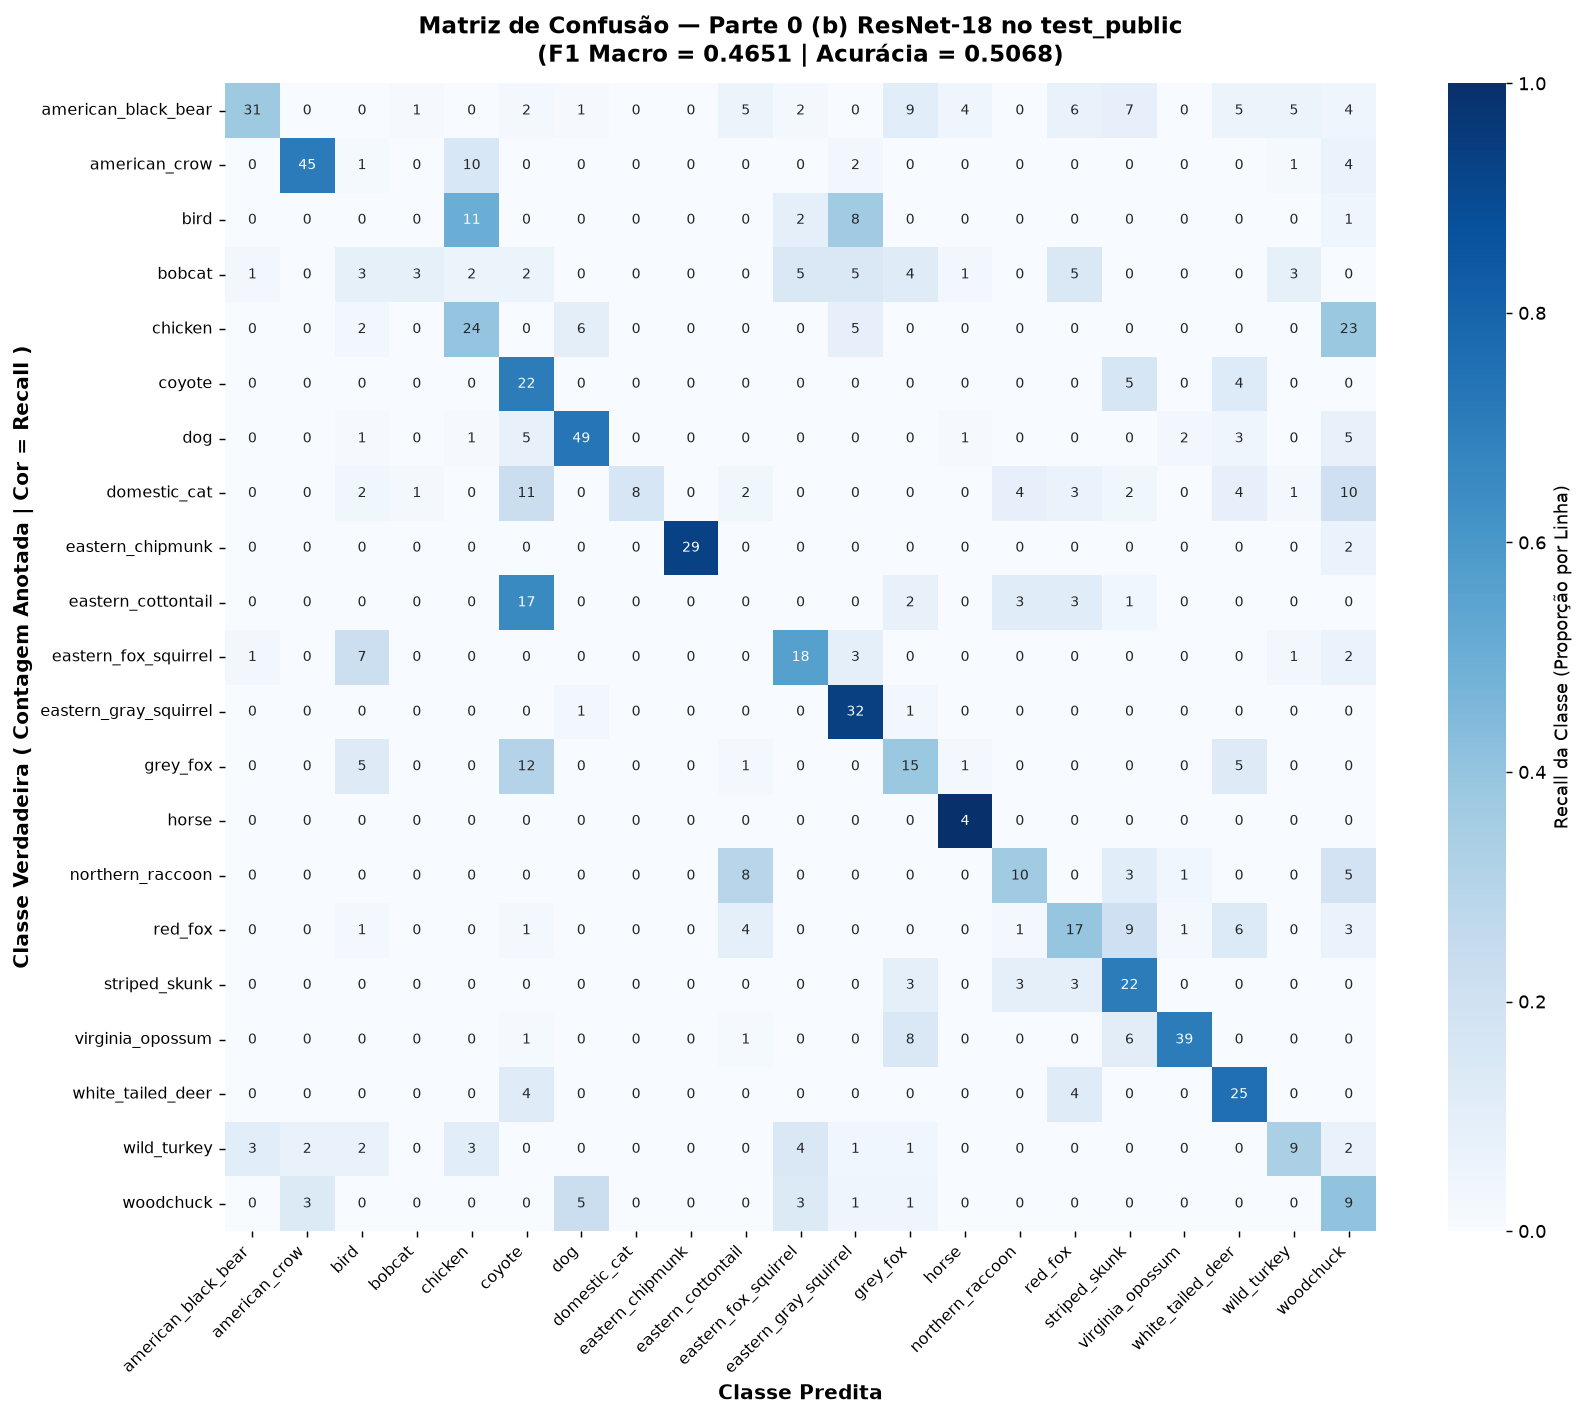 Matriz de Confusão — Parte 0 (b) ResNet-18 no test_public
(F1 Macro = 0.4651 | Acurácia = 0.5068)
Classe Verdadeira ( Contagem Anotada | Cor = Recall )
american_black_bear 31 0 0 1 0 2 1 0 0 5 2 0 9 4 0 6 7 0 5 5 4
american_crow 0 45 1 0 10 0 0 0 0 0 0 2 0 0 0 0 0 0 0 1 4
bird 0 0 0 0 11 0 0 0 0 0 2 8 0 0 0 0 0 0 0 0 1
bobcat 1 0 3 3 2 2 0 0 0 0 5 5 4 1 0 5 0 0 0 3 0
chicken 0 0 2 0 24 0 6 0 0 0 0 5 0 0 0 0 0 0 0 0 23
coyote 0 0 0 0 0 22 0 0 0 0 0 0 0 0 0 0 5 0 4 0 0
dog 0 0 1 0 1 5 49 0 0 0 0 0 0 1 0 0 0 2 3 0 5
domestic_cat 0 0 2 1 0 11 0 8 0 2 0 0 0 0 4 3 2 0 4 1 10
eastern_chipmunk 0 0 0 0 0 0 0 0 29 0 0 0 0 0 0 0 0 0 0 0 2
eastern_cottontail 0 0 0 0 0 17 0 0 0 0 0 0 2 0 3 3 1 0 0 0 0
eastern_fox_squirrel 1 0 7 0 0 0 0 0 0 0 18 3 0 0 0 0 0 0 0 1 2
eastern_gray_squirrel 0 0 0 0 0 0 1 0 0 0 0 32 1 0 0 0 0 0 0 0 0
grey_fox 0 0 5 0 0 12 0 0 0 1 0 0 15 1 0 0 0 0 5 0 0
horse 0 0 0 0 0 0 0 0 0 0 0 0 0 4 0 0 0 0 0 0 0
northern_raccoon 0 0 0 0 0 0 0 0 0 8 0 0 0 0 10 0 3 1 0 0 5
red_fox 0 0 1 0 0 1 0 0 0 4 0 0 0 0 1 17 9 1 6 0 3
striped_skunk 0 0 0 0 0 0 0 0 0 0 0 0 3 0 3 3 22 0 0 0 0
virginia_opossum 0 0 0 0 0 1 0 0 0 1 0 0 8 0 0 0 6 39 0 0 0
white_tailed_deer 0 0 0 0 0 4 0 0 0 0 0 0 0 0 0 4 0 0 25 0 0
wild_turkey 3 2 2 0 3 0 0 0 0 0 4 1 1 0 0 0 0 0 0 9 2
woodchuck 0 3 0 0 0 0 5 0 0 0 3 1 1 0 0 0 0 0 0 0 9
american_black_bear
american_crow
bird
bobcat
chicken
coyote
dog
domestic_cat
eastern_chipmunk
eastern_cottontail
eastern_fox_squirrel
eastern_gray_squirrel
grey_fox
horse
northern_raccoon
red_fox
striped_skunk
virginia_opossum
white_tailed_deer
wild_turkey
woodchuck
Classe Predita
1.0
0.8
0.6
0.4
0.2
0.0
Recall da Classe (Proporção por Linha)